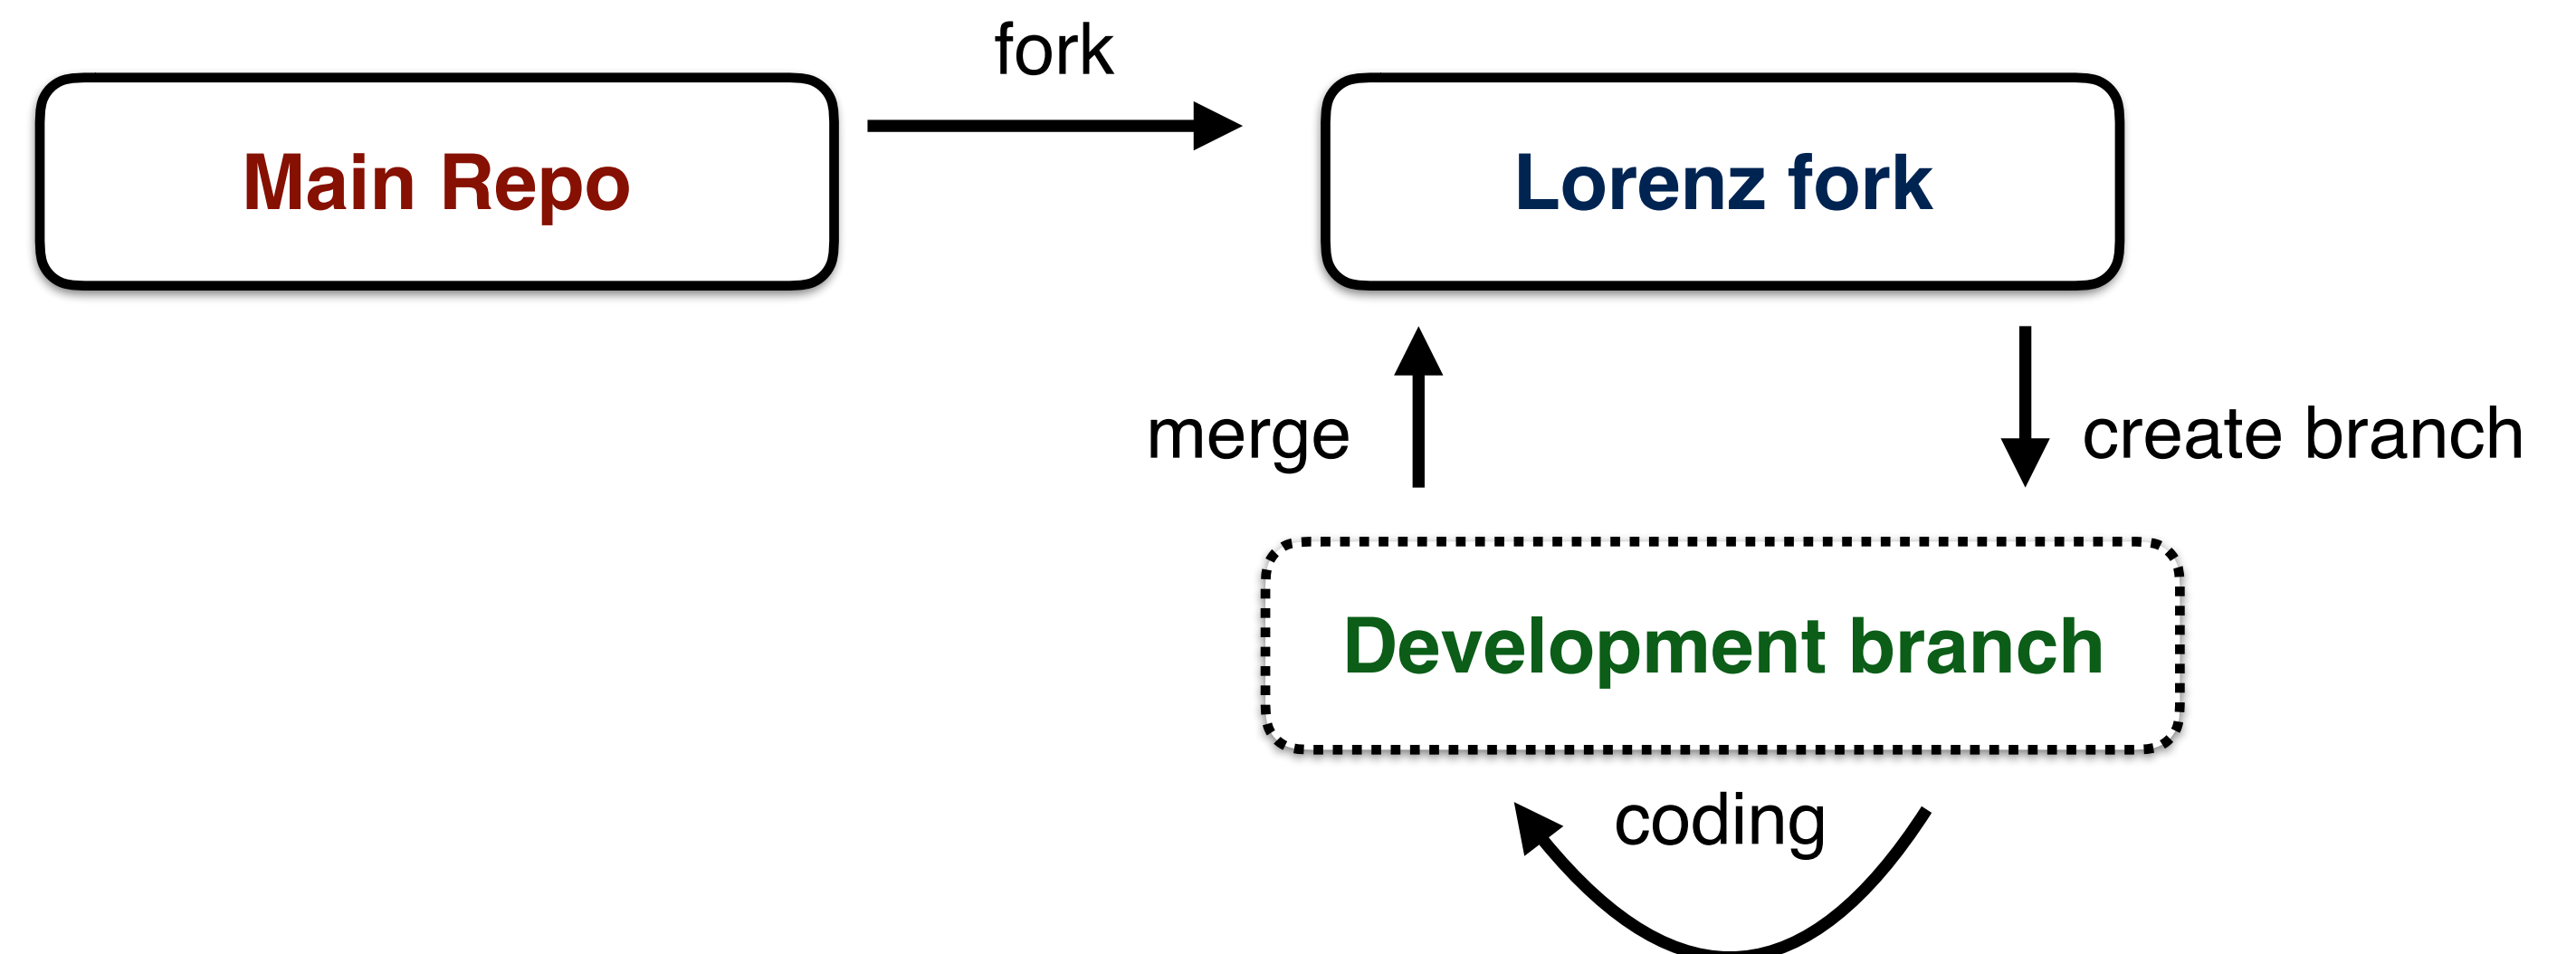 fork
Main Repo
Lorenz fork
merge
create branch
Development branch
coding